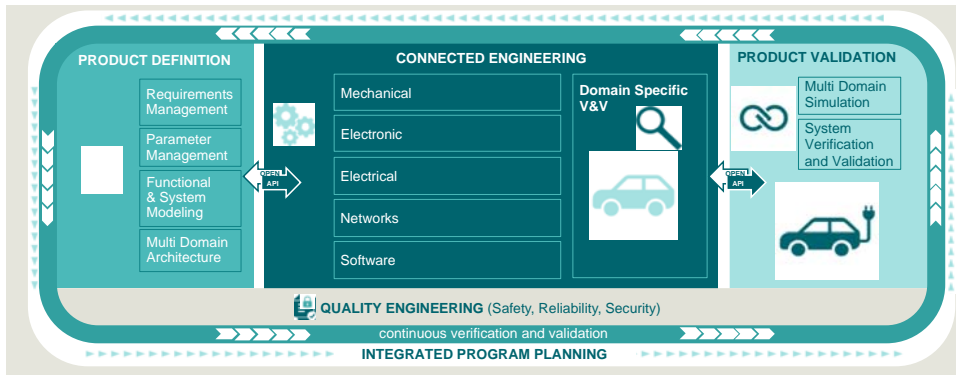 PRODUCT DEFINITION
Requirements
Management
Parameter
Management
Functional
& System
Modeling
Multi Domain
Architecture
OPEN
API
CONNECTED ENGINEERING
Mechanical
Electronic
Electrical
Networks
Software
Domain Specific
V&V
OPEN
API
PRODUCT VALIDATION
Multi Domain
Simulation
System
Verification
and Validation
QUALITY ENGINEERING (Safety, Reliability, Security)
continuous verification and validation
INTEGRATED PROGRAM PLANNING